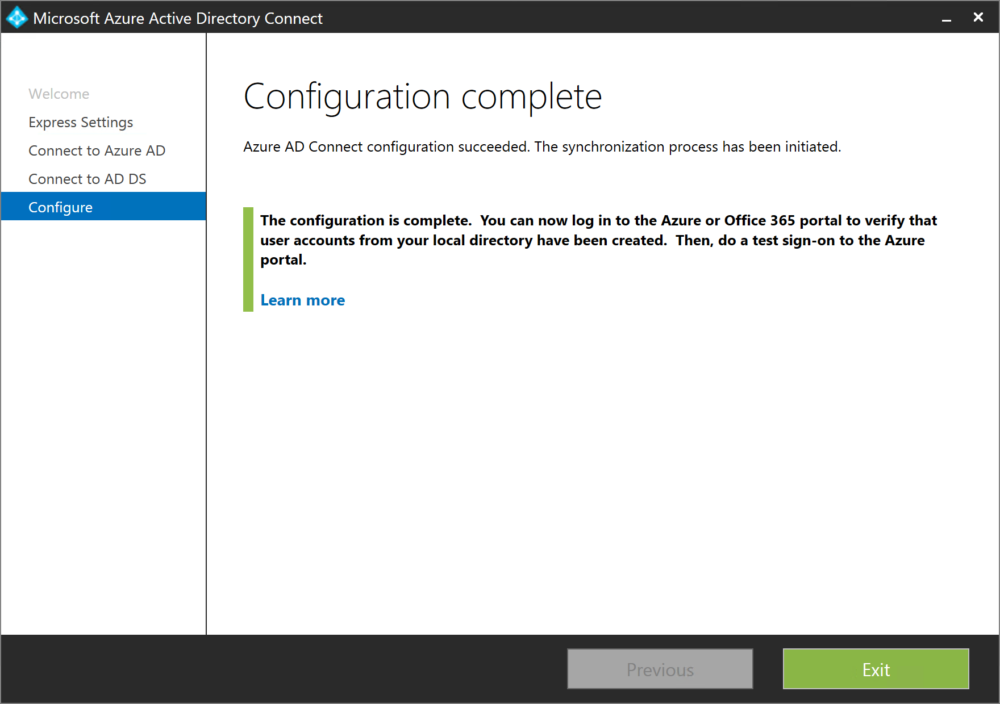 Microsoft Azure Active Directory Connect
Welcome
Express Settings
Connect to Azure AD
Connect to AD DS
Configure
Configuration complete
Azure AD Connect configuration succeeded. The synchronization process has been initiated.
The configuration is complete.  You can now log in to the Azure or Office 365 portal to verify that
user accounts from your local directory have been created.  Then, do a test sign-on to the Azure
portal.
Learn more
Previous
Exit